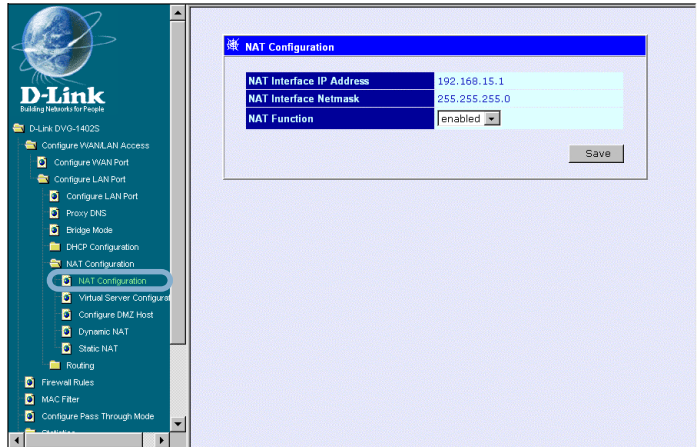 D-Link
Building Networks for People
D-Link DVG-1402S
Configure WAN/LAN Access
Configure WAN Port
Configure LAN Port
Configure LAN Port
Proxy DNS
Bridge Mode
DHCP Configuration
NAT Configuration
NAT Configuration
Virtual Server Configurat
Configure DMZ Host
Dynamic NAT
Static NAT
Routing
Firewall Rules
MAC Filter
Configure Pass Through Mode
Statistics
NAT Configuration
NAT Interface IP Address 192.168.15.1
NAT Interface Netmask 255.255.255.0
NAT Function enabled
Save